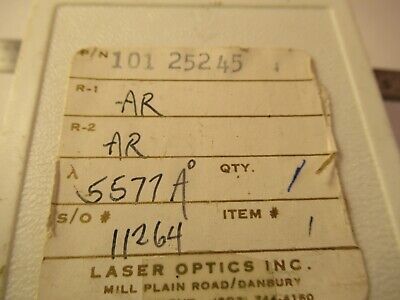 P/N 101 25245
R-1 AR
R-2 AR
λ 5577 A° QTY. 1
S/O # 11264 ITEM # 1
LASER OPTICS INC.
MILL PLAIN ROAD/DANBURY